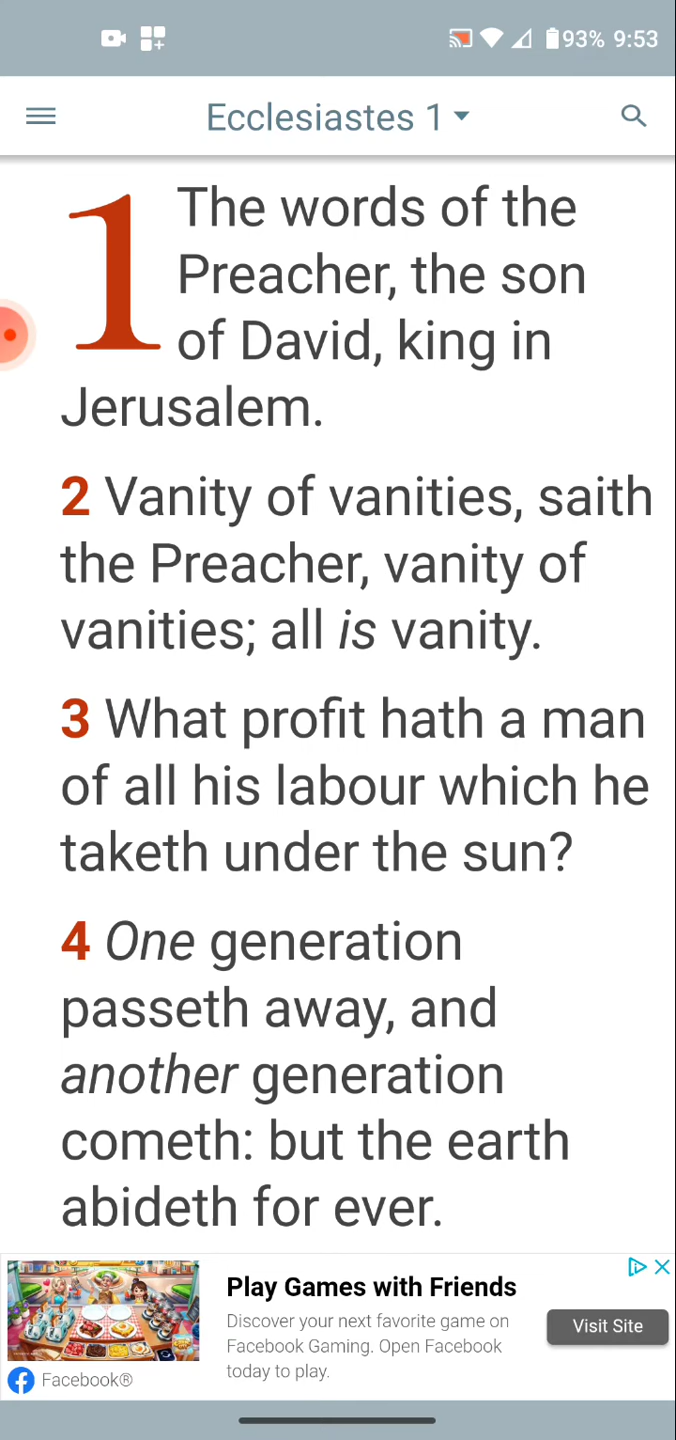 93% 9:53
Ecclesiastes 1
1 The words of the
Preacher, the son
of David, king in
Jerusalem.
2 Vanity of vanities, saith
the Preacher, vanity of
vanities; all is vanity.
3 What profit hath a man
of all his labour which he
taketh under the sun?
4 One generation
passeth away, and
another generation
cometh: but the earth
abideth for ever.
Play Games with Friends
Discover your next favorite game on
Facebook Gaming. Open Facebook
today to play.
Visit Site
Facebook®